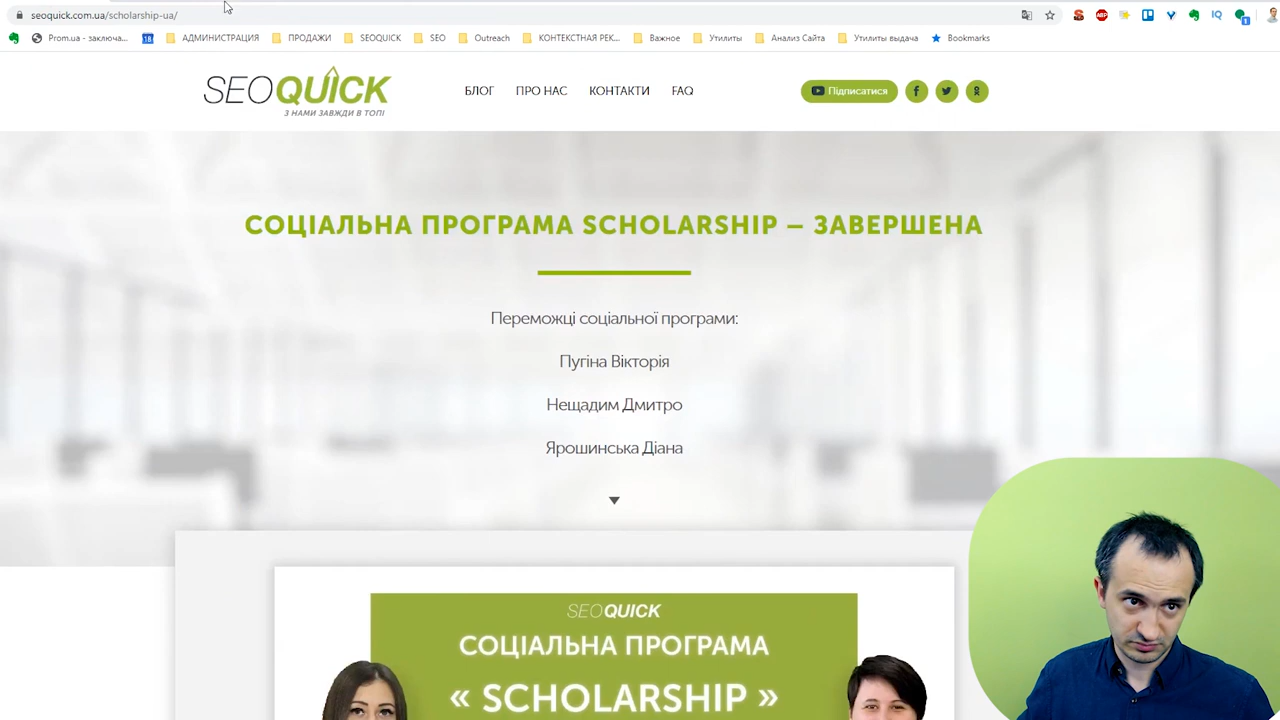 seoquick.com.ua/scholarship-ua/
Prom.ua - заключа...
18
АДМИНИСТРАЦИЯ
ПРОДАЖИ
SEOQUICK
SEO
Outreach
КОНТЕКСТНАЯ РЕК...
Важное
Утилиты
Анализ Сайта
Утилиты выдача
Bookmarks
SEOQUICK
З НАМИ ЗАВЖДИ В ТОПІ
БЛОГ ПРО НАС КОНТАКТИ FAQ
Підписатися
СОЦІАЛЬНА ПРОГРАМА SCHOLARSHIP – ЗАВЕРШЕНА
Переможці соціальної програми:
Пугіна Вікторія
Нещадим Дмитро
Ярошинська Діана
SEOQUICK
СОЦІАЛЬНА ПРОГРАМА
« SCHOLARSHIP »